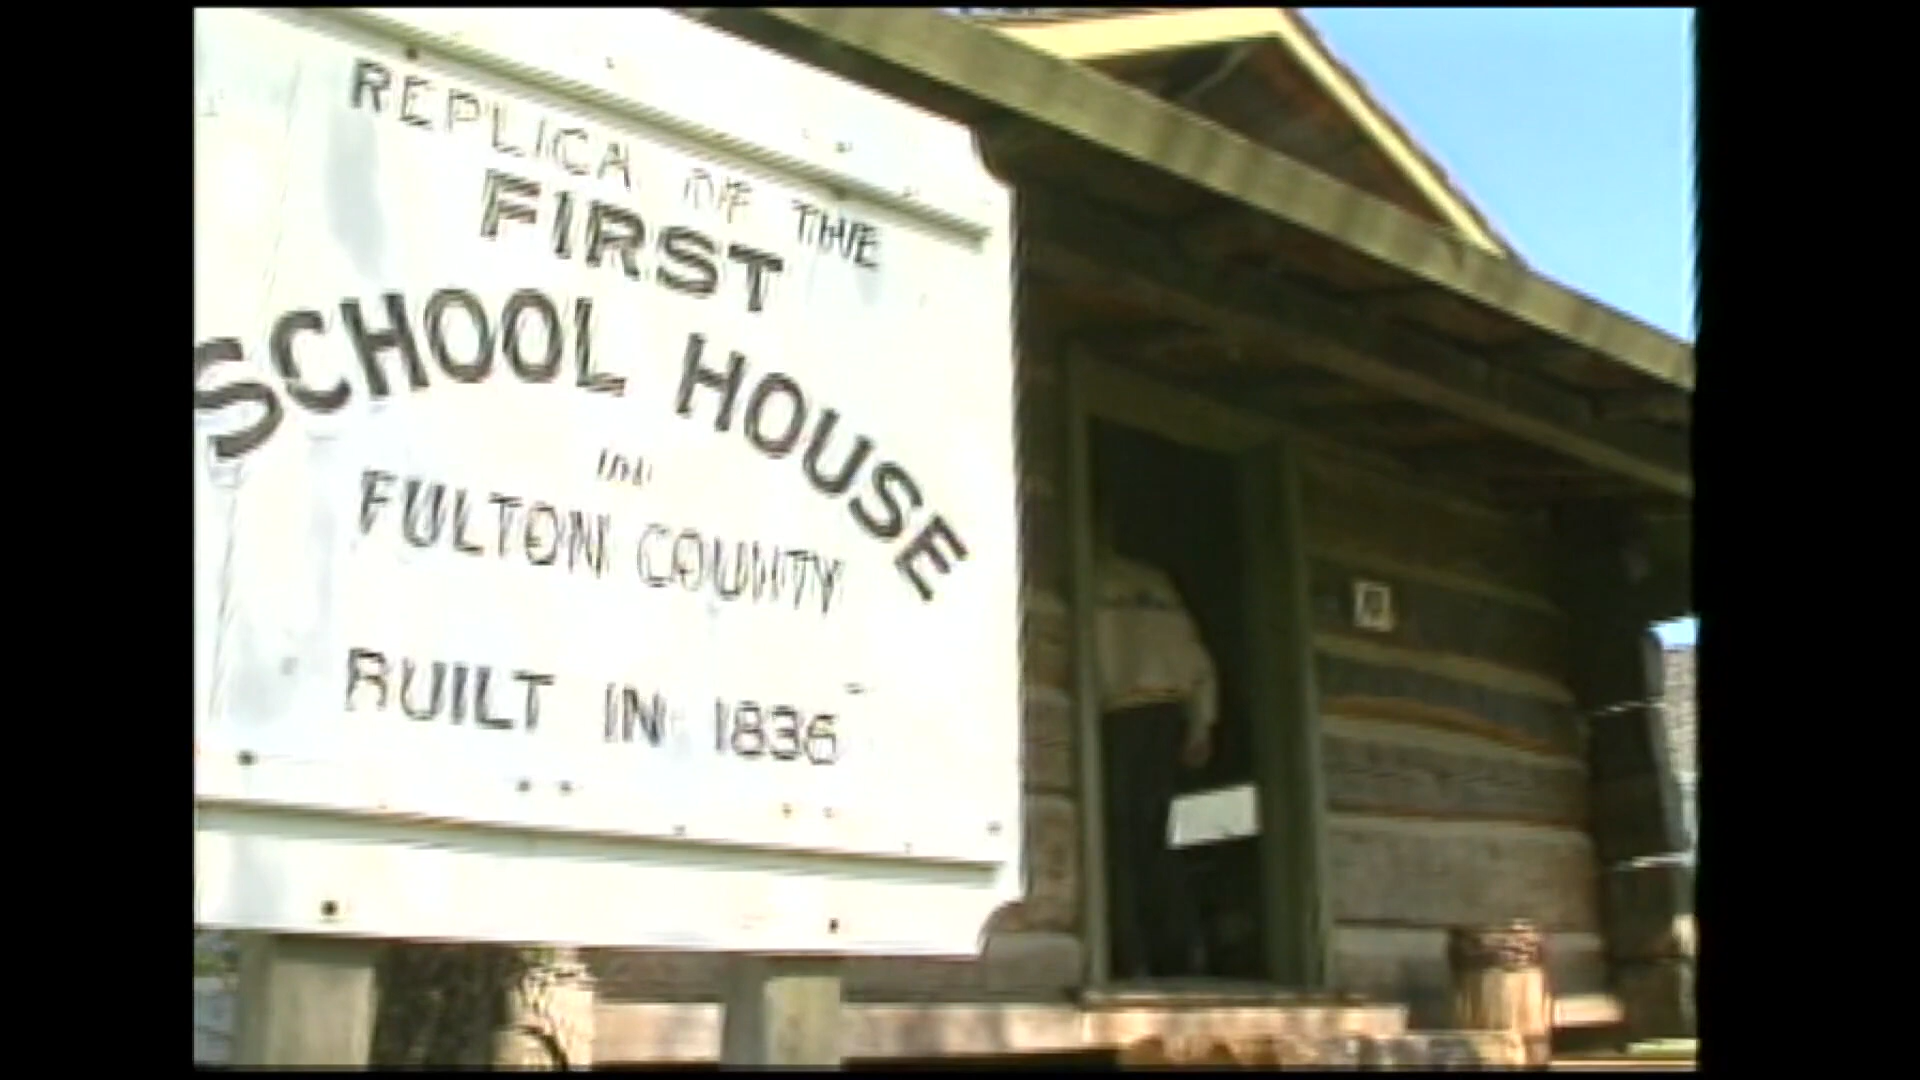 REPLICA OF THE
FIRST
SCHOOL HOUSE
IN
FULTON COUNTY
BUILT IN 1836